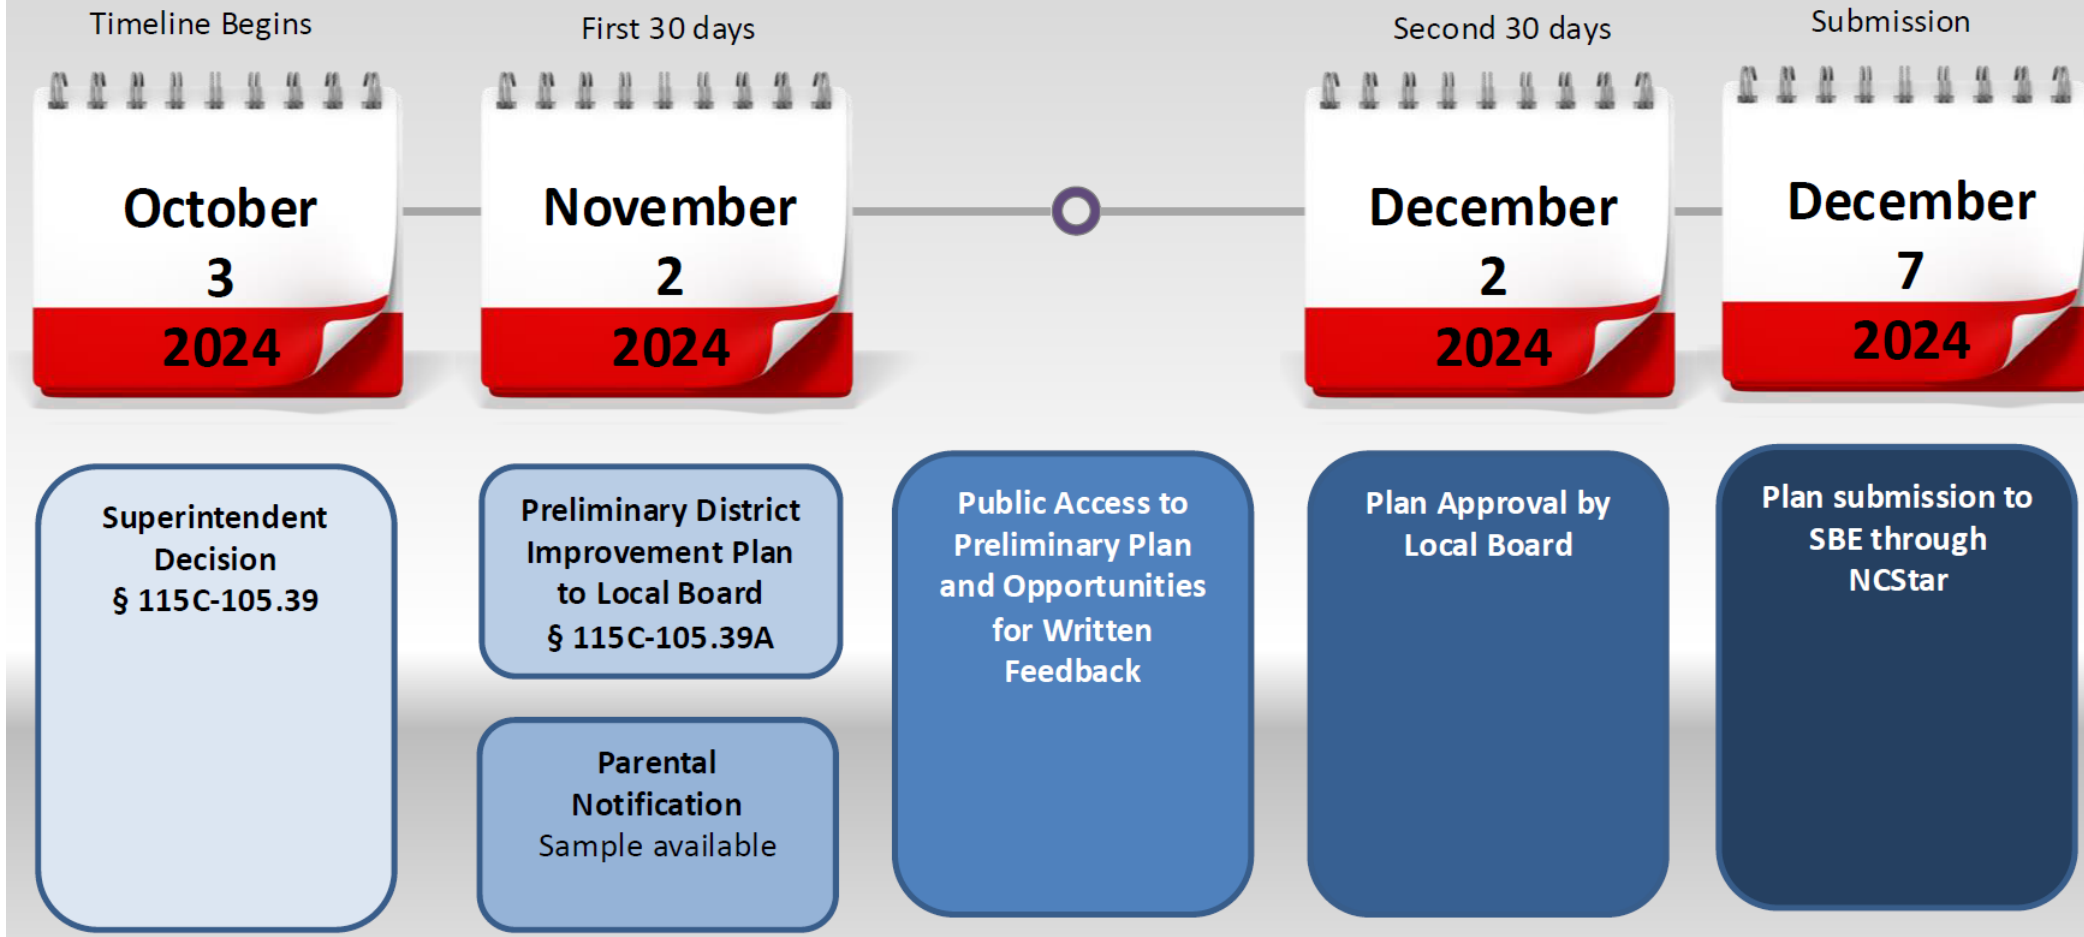 Timeline Begins
First 30 days
Second 30 days
Submission
October
3
2024
November
2
2024
December
2
2024
December
7
2024
Superintendent
Decision
§ 115C-105.39
Preliminary District
Improvement Plan
to Local Board
§ 115C-105.39A
Parental
Notification
Sample available
Public Access to
Preliminary Plan
and Opportunities
for Written
Feedback
Plan Approval by
Local Board
Plan submission to
SBE through
NCStar